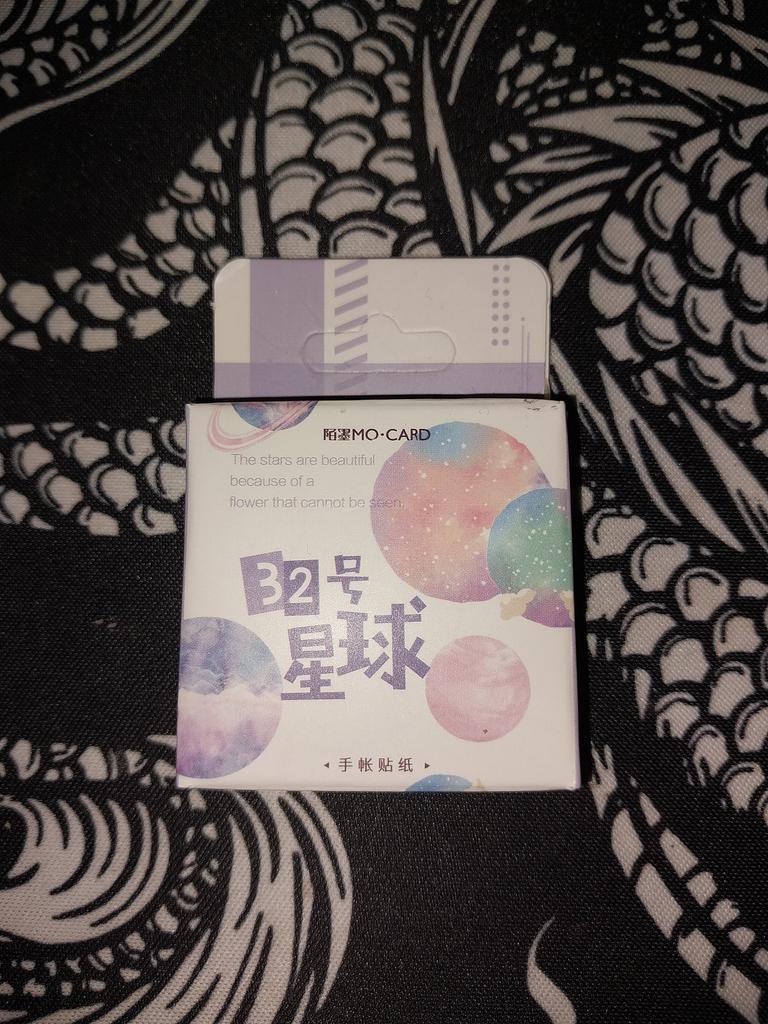 陌墨MO·CARD
The stars are beautiful
because of a
flower that cannot be seen.
32号
星球
手帐贴纸